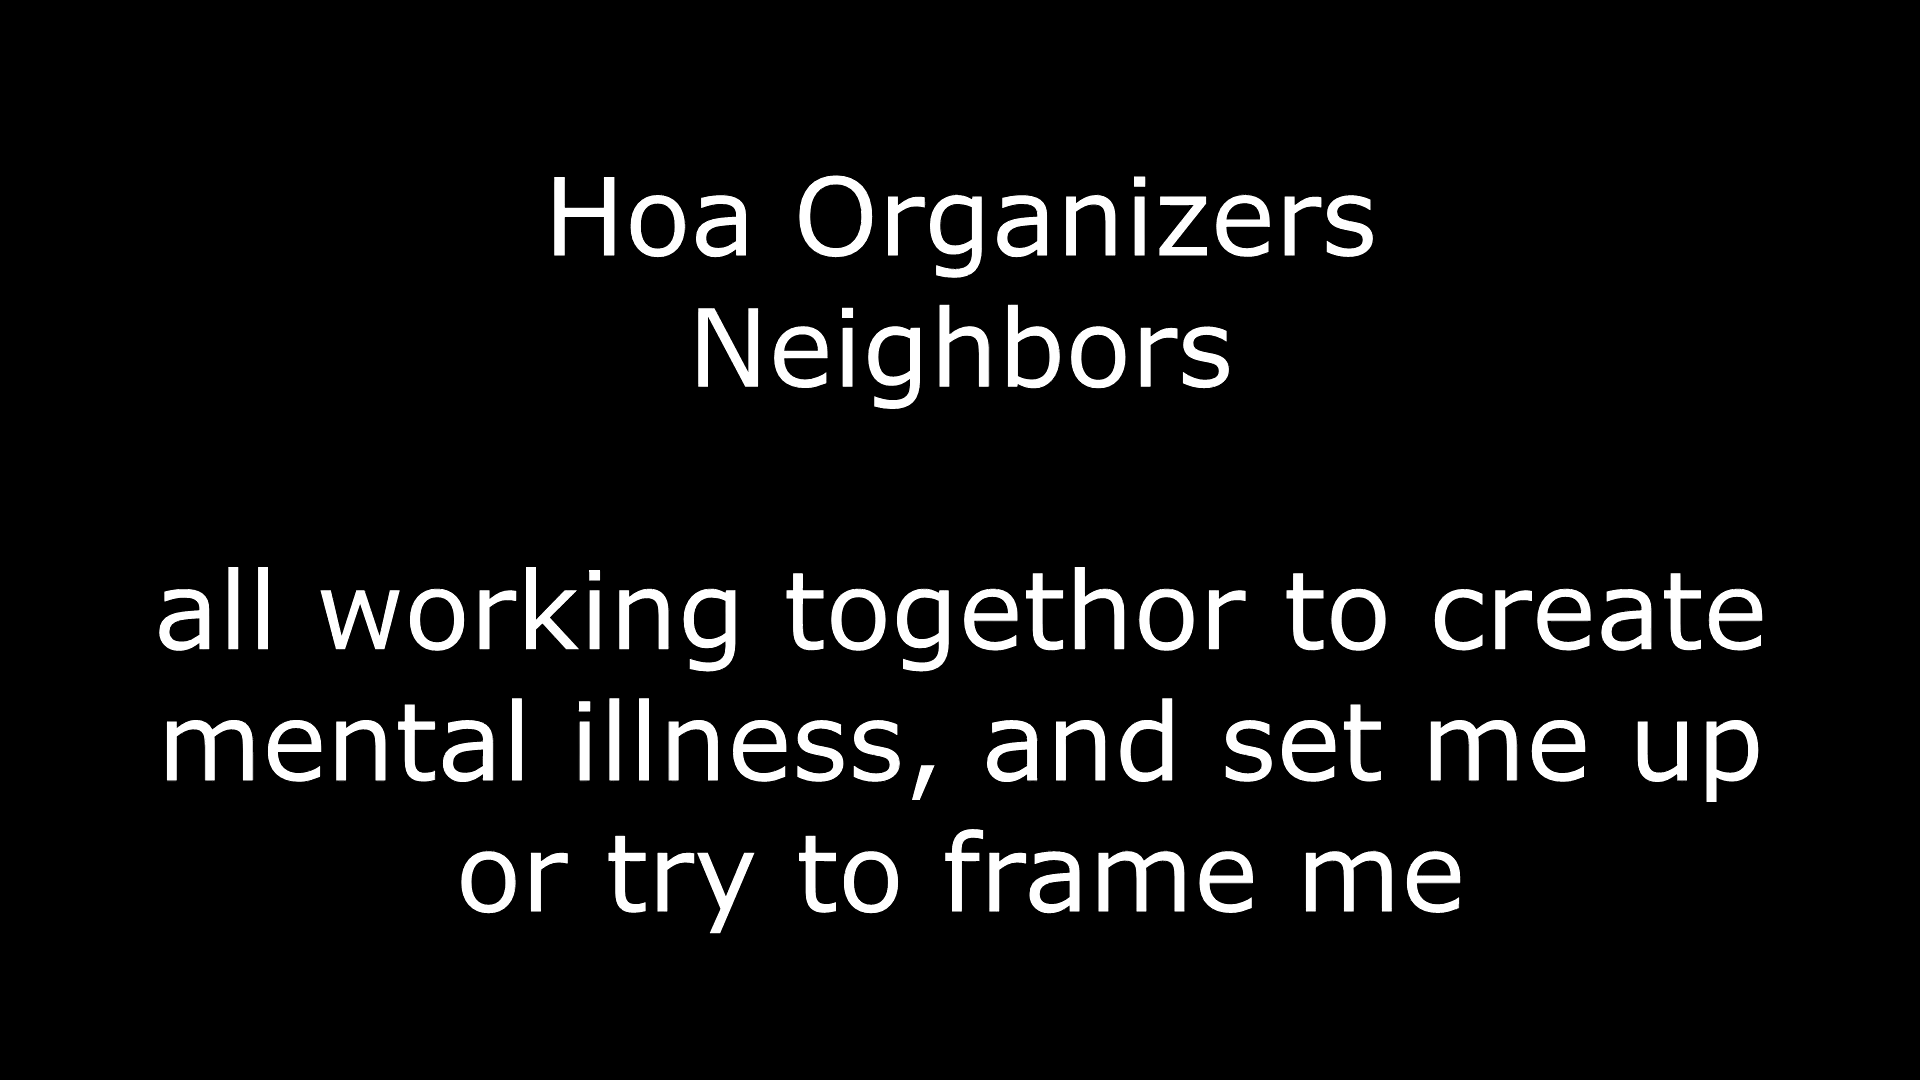 Hoa Organizers
Neighbors
all working togethor to create
mental illness, and set me up
or try to frame me